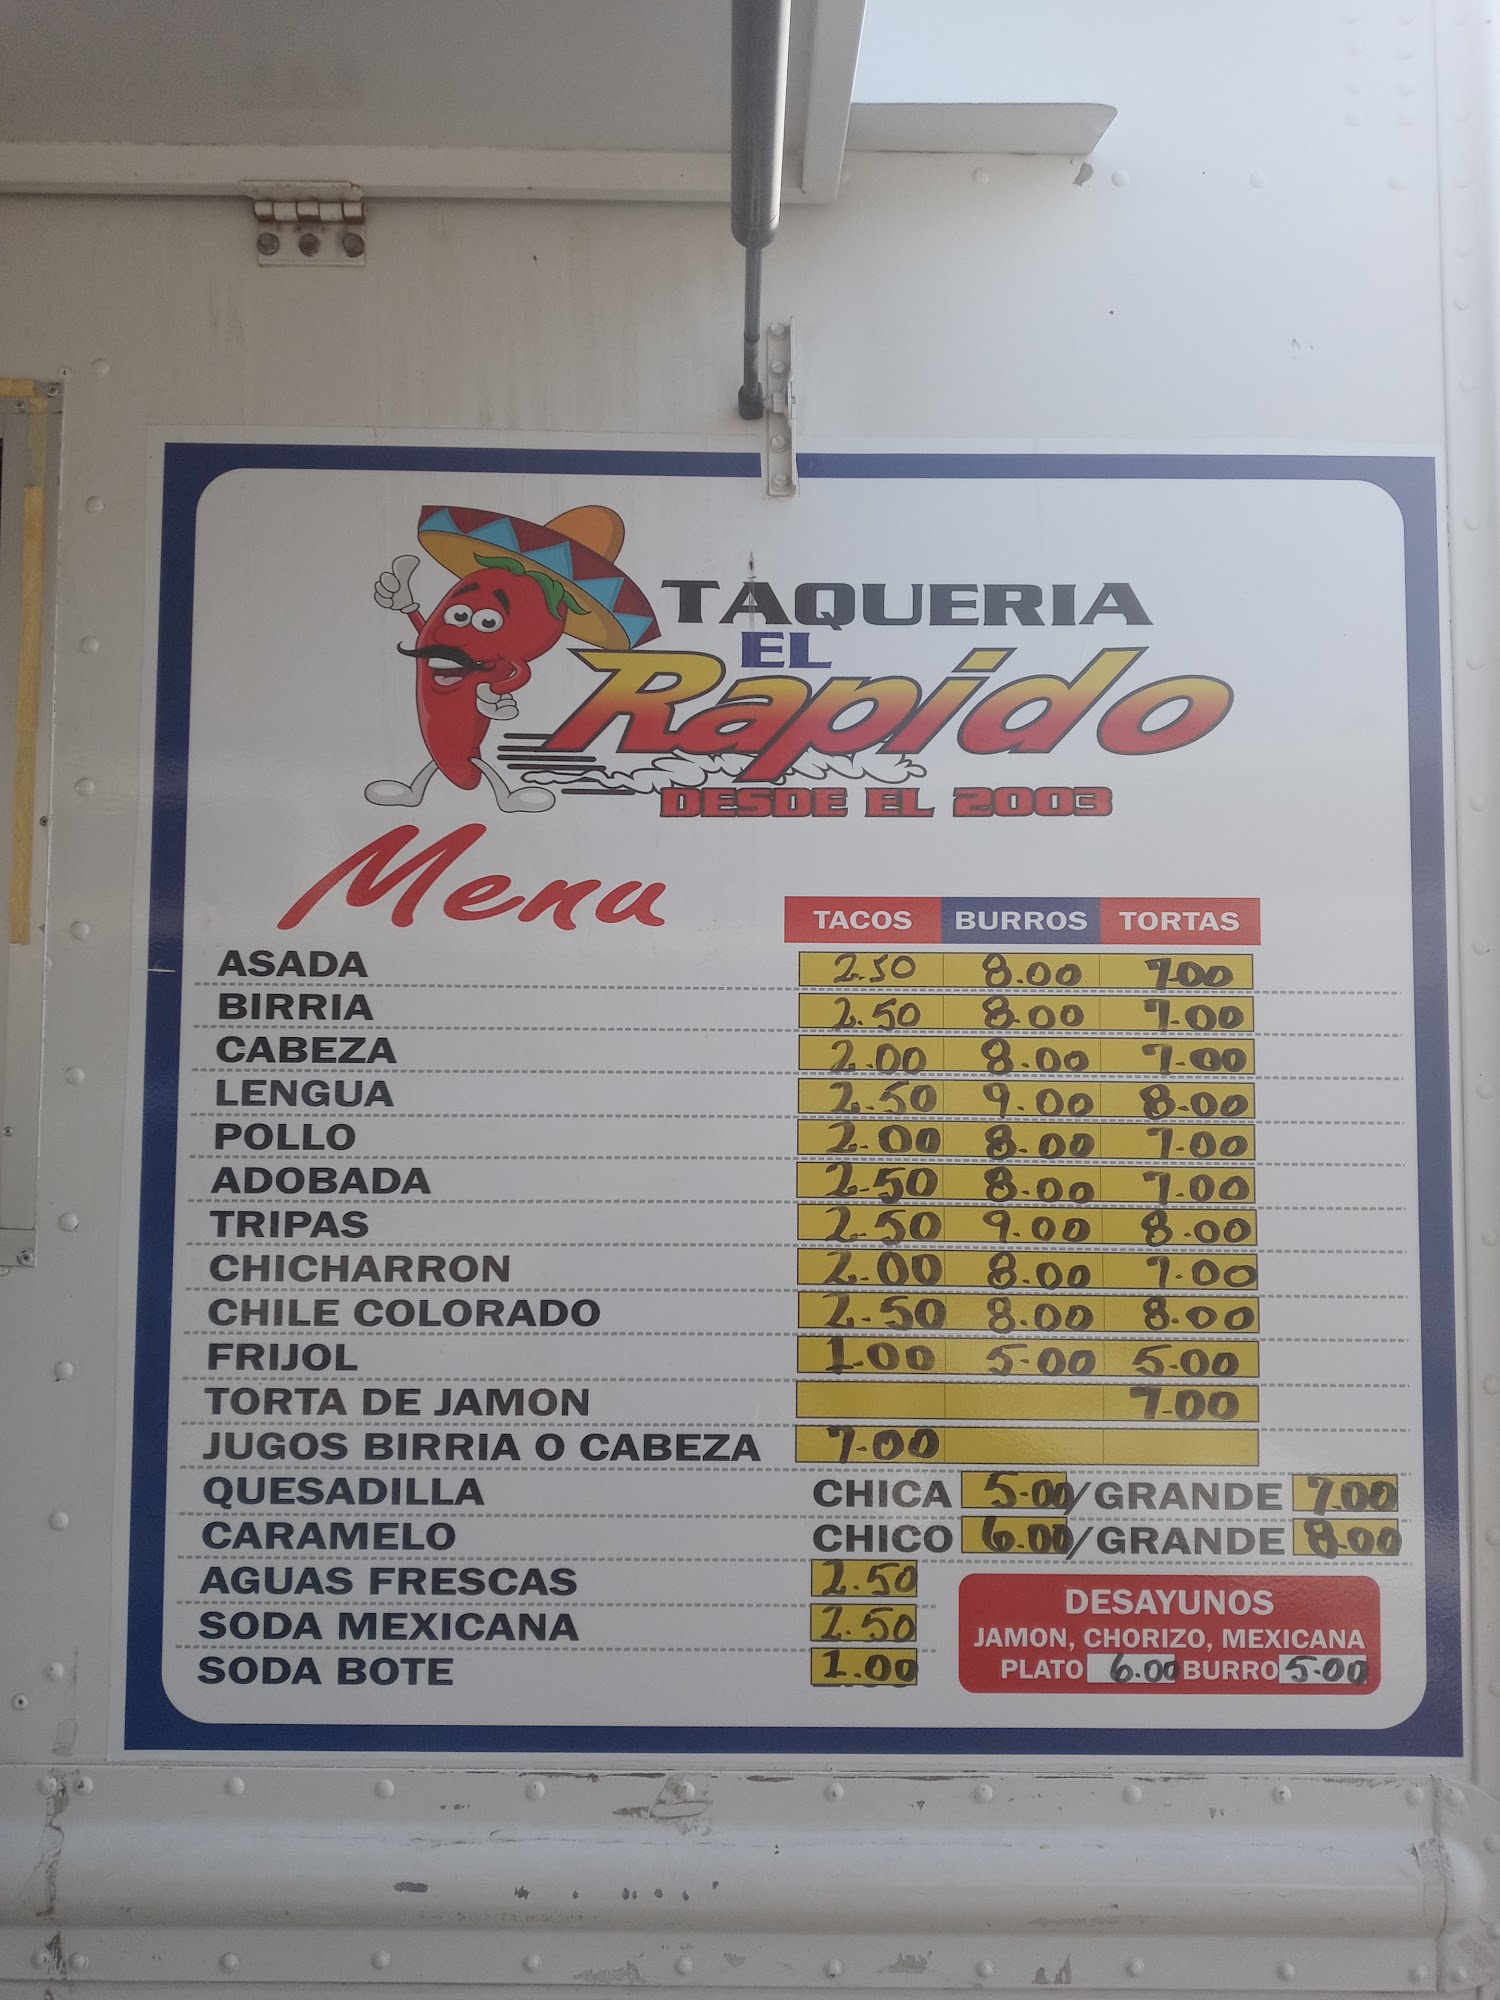 TAQUERIA
EL
Rapido
DESDE EL 2003
Menu
TACOS BURROS TORTAS
ASADA 2.50 8.00 7.00
BIRRIA 2.50 8.00 7.00
CABEZA 2.00 8.00 7.00
LENGUA 2.50 9.00 8.00
POLLO 2.00 8.00 7.00
ADOBADA 2.50 8.00 7.00
TRIPAS 2.50 9.00 8.00
CHICHARRON 2.00 8.00 7.00
CHILE COLORADO 2.50 8.00 8.00
FRIJOL 1.00 5.00 5.00
TORTA DE JAMON 7.00
JUGOS BIRRIA O CABEZA 7.00
QUESADILLA CHICA 5.00/GRANDE 7.00
CARAMELO CHICO 6.00/GRANDE 8.00
AGUAS FRESCAS 2.50
SODA MEXICANA 2.50
SODA BOTE 1.00
DESAYUNOS
JAMON, CHORIZO, MEXICANA
PLATO 6.00 BURRO 5.00